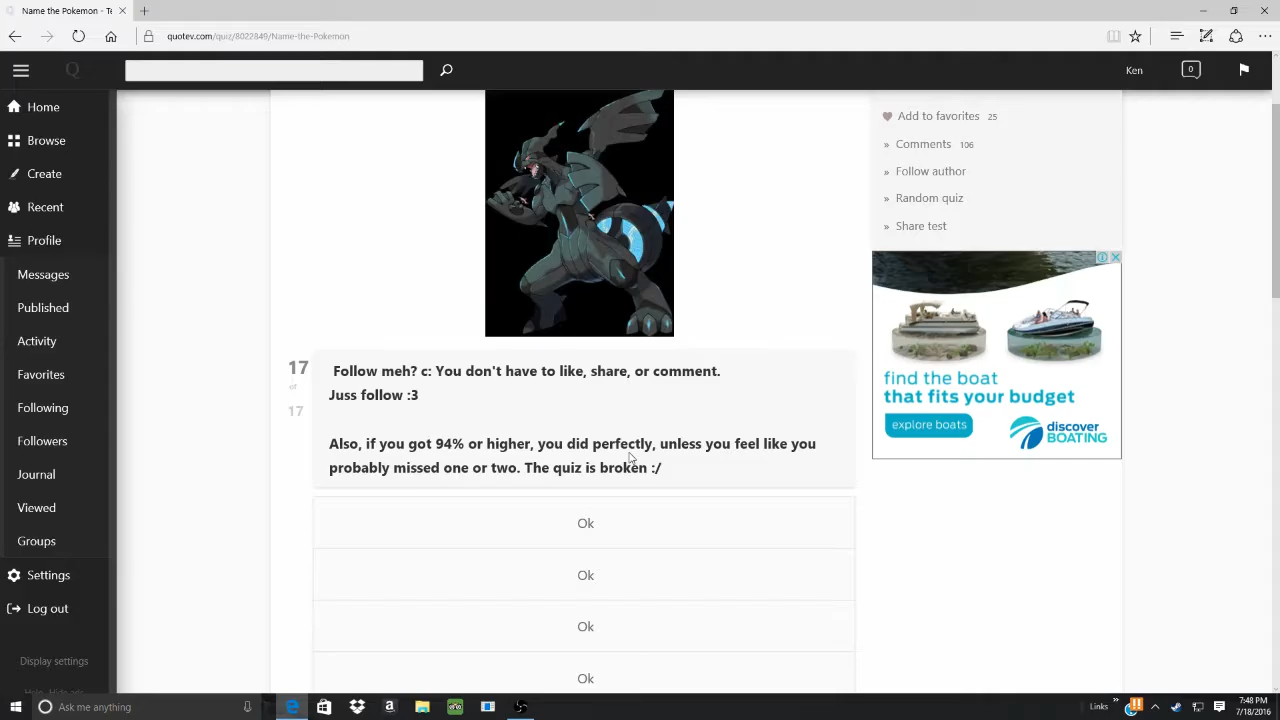 Name the Pokemon - Te
quotev.com/quiz/8022849/Name-the-Pokemon
Q
Ken
0
Home
Browse
Create
Recent
Profile
Messages
Published
Activity
Favorites
Following
Followers
Journal
Viewed
Groups
Settings
Log out
Display settings
Help · Hide ads
Add to favorites 25
» Comments 106
» Follow author
» Random quiz
» Share test
find the boat
that fits your budget
explore boats
discover
BOATING
17
of
17
Follow meh? c: You don't have to like, share, or comment.
Juss follow :3
Also, if you got 94% or higher, you did perfectly, unless you feel like you
probably missed one or two. The quiz is broken :/
Ok
Ok
Ok
Ok
Ask me anything
Links
7:48 PM
7/18/2016